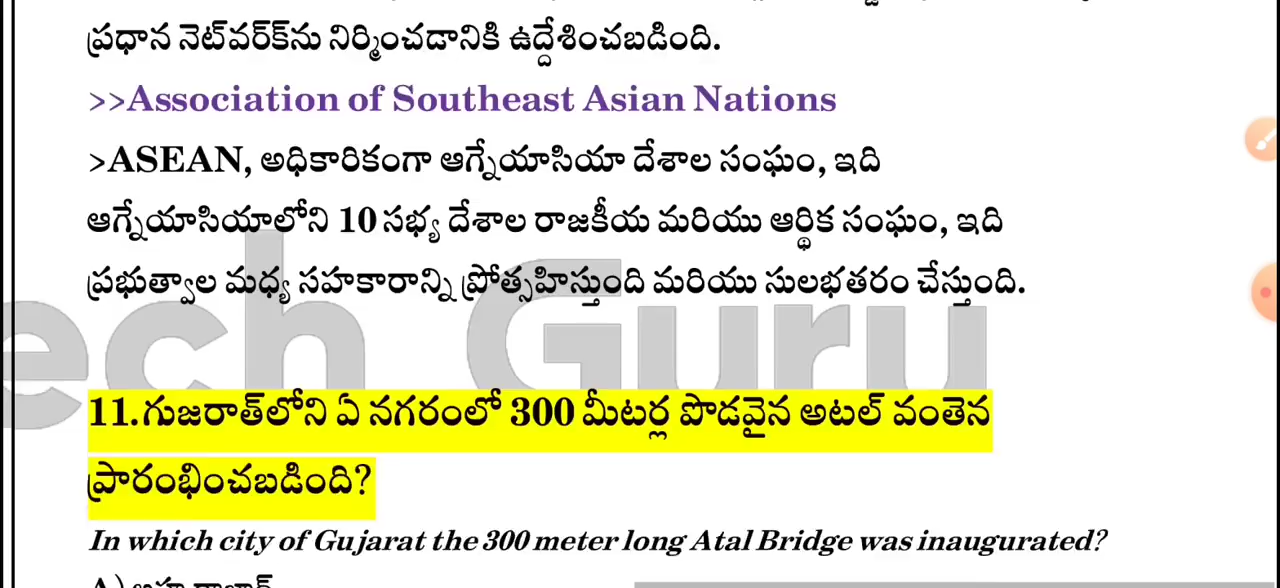 ప్రధాన నెట్‌వర్క్‌ను నిర్మించడానికి ఉద్దేశించబడింది.
>>Association of Southeast Asian Nations
>ASEAN, అధికారికంగా ఆగ్నేయాసియా దేశాల సంఘం, ఇది
ఆగ్నేయాసియాలోని 10 సభ్య దేశాల రాజకీయ మరియు ఆర్థిక సంఘం, ఇది
ప్రభుత్వాల మధ్య సహకారాన్ని ప్రోత్సహిస్తుంది మరియు సులభతరం చేస్తుంది.
ech Guru
11.గుజరాత్‌లోని ఏ నగరంలో 300 మీటర్ల పొడవైన అటల్ వంతెన
ప్రారంభించబడింది?
In which city of Gujarat the 300 meter long Atal Bridge was inaugurated?